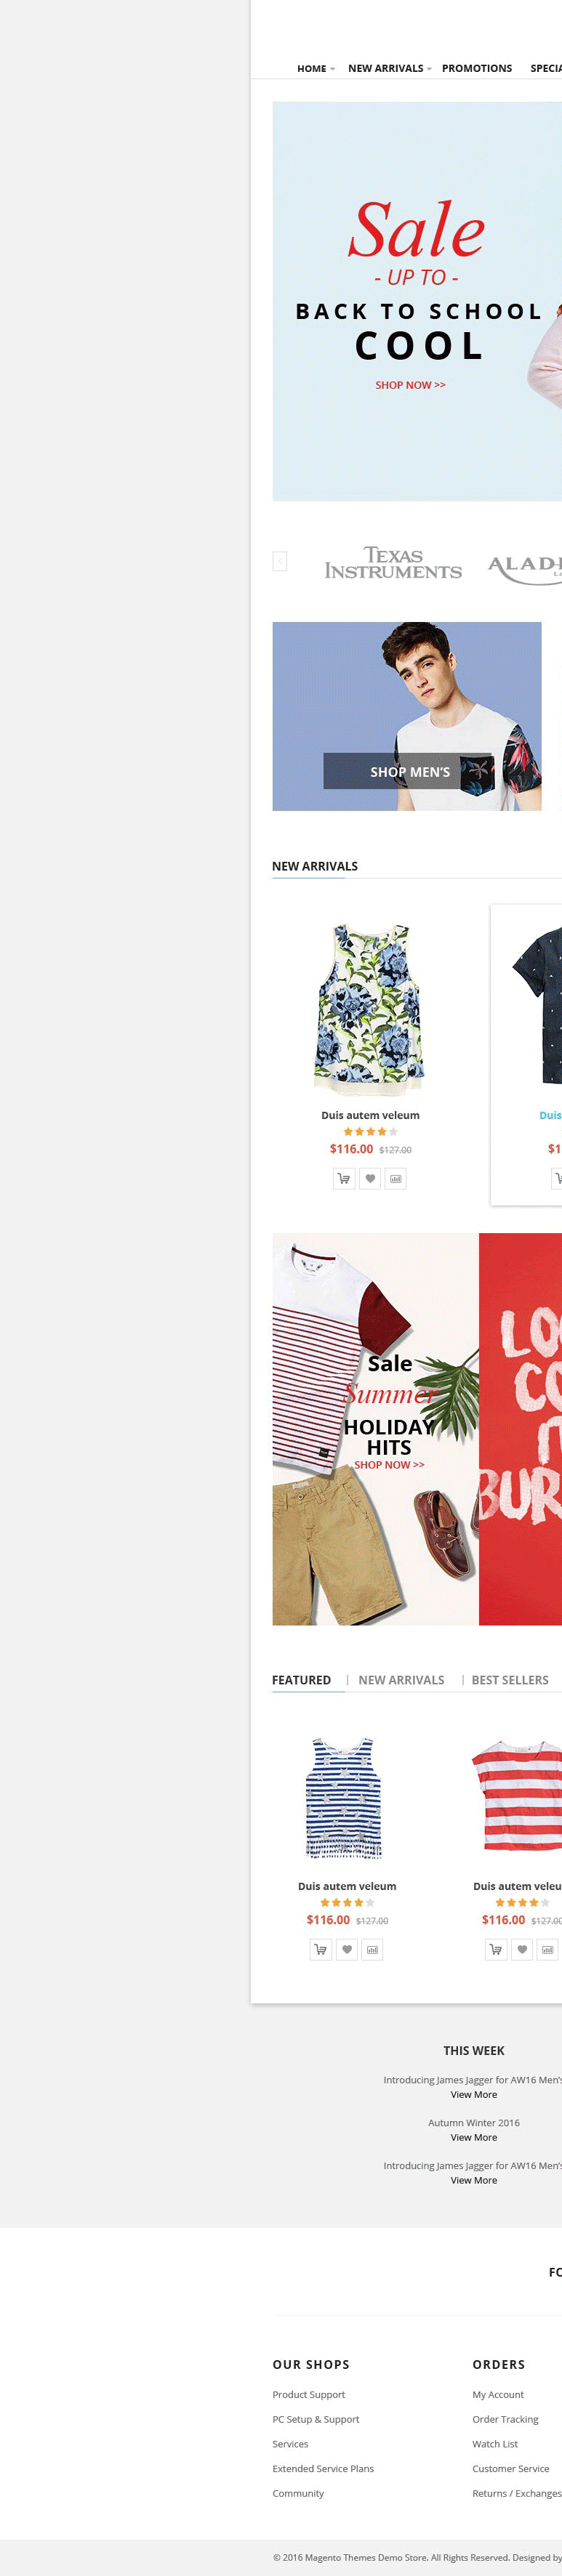 HOME NEW ARRIVALS PROMOTIONS
Sale
- UP TO -
BACK TO SCHOOL
COOL
SHOP NOW >>
TEXAS
INSTRUMENTS
SHOP MEN'S
NEW ARRIVALS
Duis autem veleum
Duis
$116.00 $127.00
Sale
Summer
HOLIDAY
HITS
SHOP NOW >>
FEATURED | NEW ARRIVALS | BEST SELLERS
Duis autem veleum
Duis autem veleu
$116.00 $127.00
$116.00 $127.00
THIS WEEK
Introducing James Jagger for AW16 Men's
View More
Autumn Winter 2016
View More
Introducing James Jagger for AW16 Men's
View More
OUR SHOPS
ORDERS
Product Support
My Account
PC Setup & Support
Order Tracking
Services
Watch List
Extended Service Plans
Customer Service
Community
Returns / Exchanges
© 2016 Magento Themes Demo Store. All Rights Reserved. Designed by